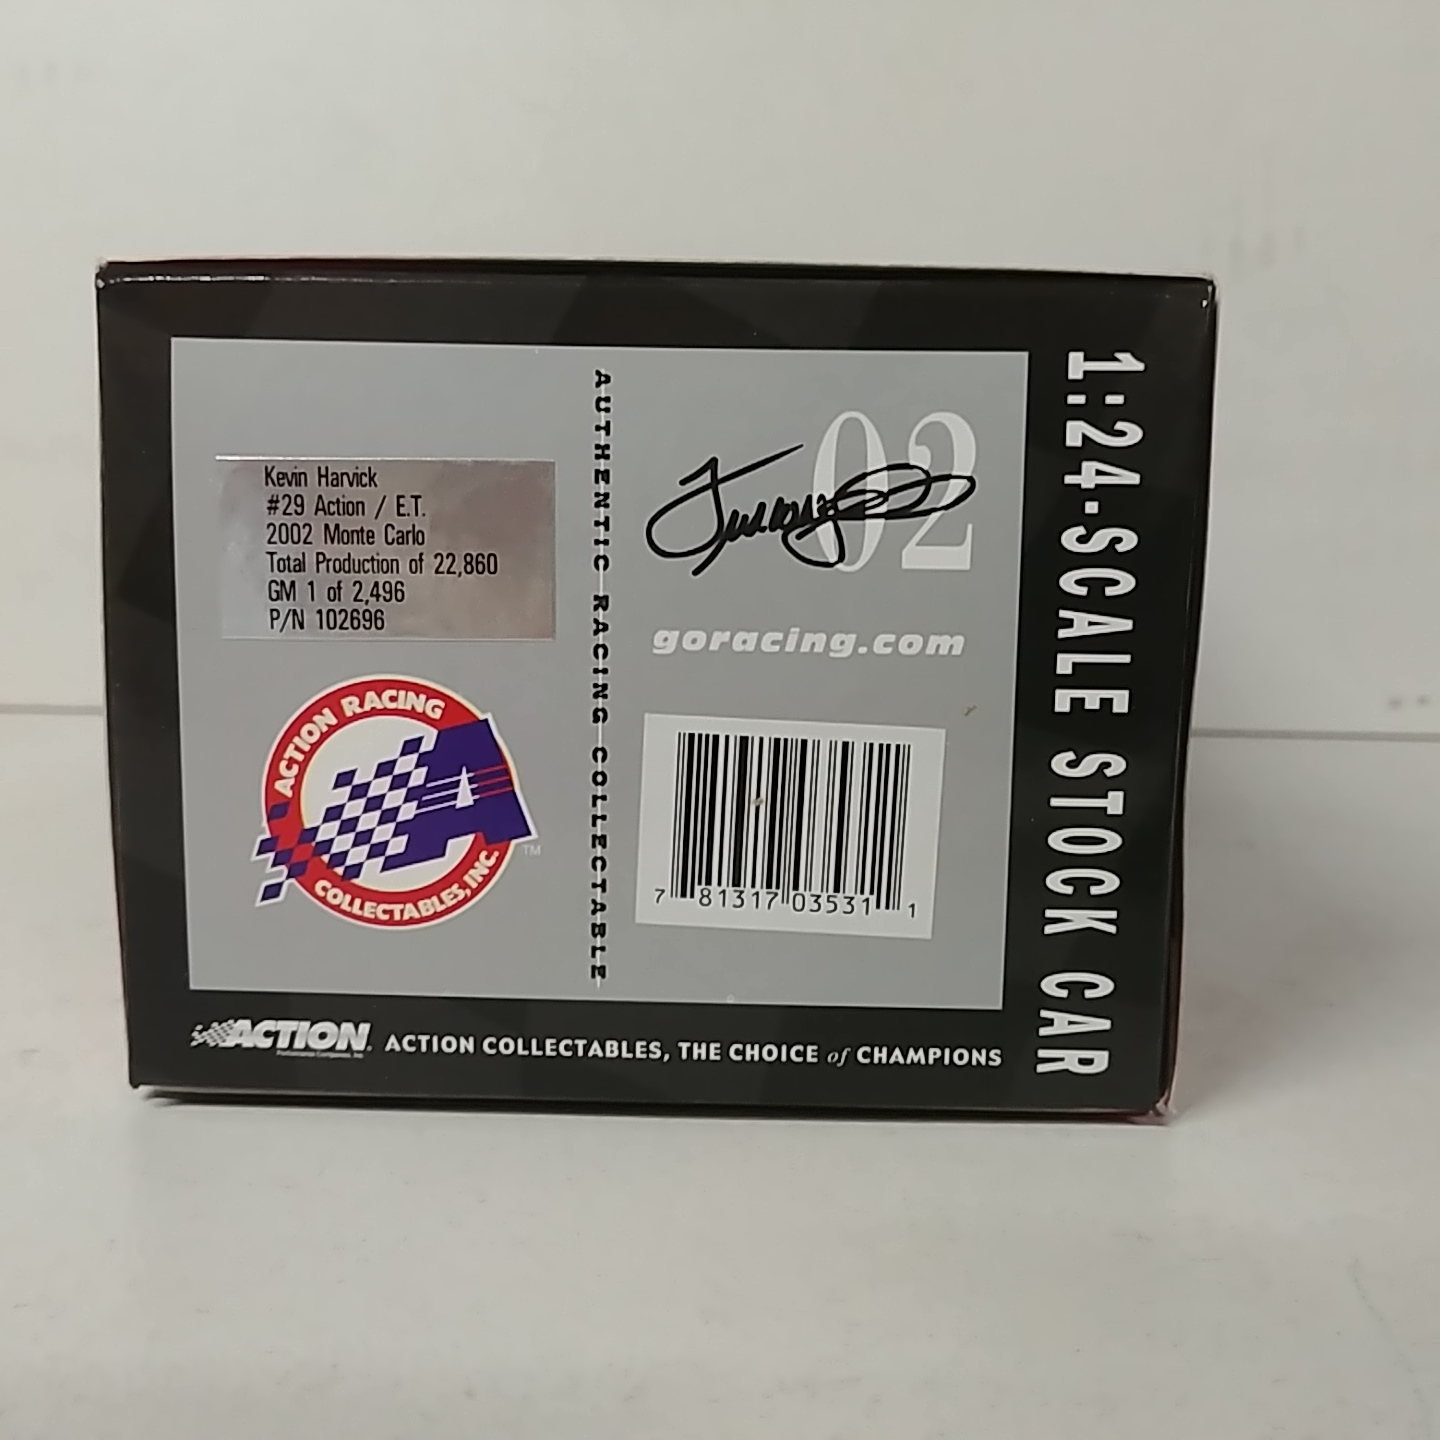 Kevin Harvick
#29 Action / E.T.
2002 Monte Carlo
Total Production of 22,860
GM 1 of 2,496
P/N 102696
ACTION RACING
COLLECTABLES, INC.
TM
AUTHENTIC RACING COLLECTABLE
02
goracing.com
7 81317 03531 1
1:24-SCALE STOCK CAR
ACTION
ACTION COLLECTABLES, THE CHOICE of CHAMPIONS